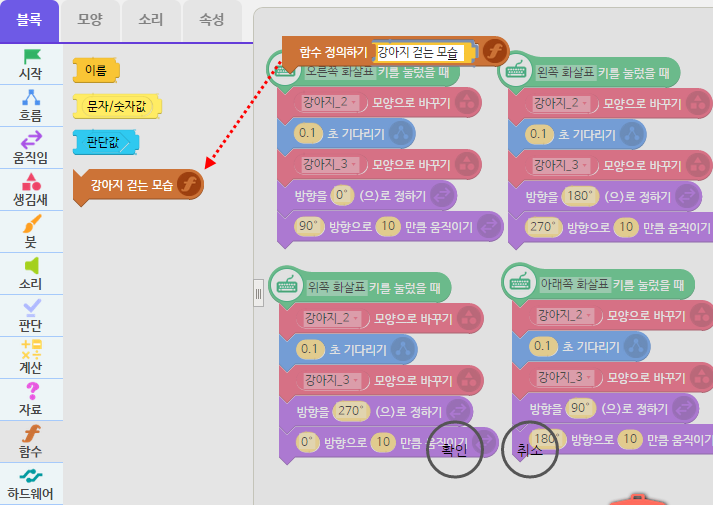 블록 모양 소리 속성
시작
흐름
움직임
생김새
붓
소리
판단
계산
자료
함수
하드웨어
이름
문자/숫자값
판단값
강아지 걷는 모습
함수 정의하기 강아지 걷는 모습
오른쪽 화살표 키를 눌렀을 때
강아지_2 모양으로 바꾸기
0.1 초 기다리기
강아지_3 모양으로 바꾸기
방향을 0° (으)로 정하기
90° 방향으로 10 만큼 움직이기
왼쪽 화살표 키를 눌렀을 때
강아지_2 모양으로 바꾸기
0.1 초 기다리기
강아지_3 모양으로 바꾸기
방향을 180° (으)로 정하기
270° 방향으로 10 만큼 움직이기
위쪽 화살표 키를 눌렀을 때
강아지_2 모양으로 바꾸기
0.1 초 기다리기
강아지_3 모양으로 바꾸기
방향을 270° (으)로 정하기
0° 방향으로 10 만큼 움직이기
아래쪽 화살표 키를 눌렀을 때
강아지_2 모양으로 바꾸기
0.1 초 기다리기
강아지_3 모양으로 바꾸기
방향을 90° (으)로 정하기
180° 방향으로 10 만큼 움직이기
확인
취소